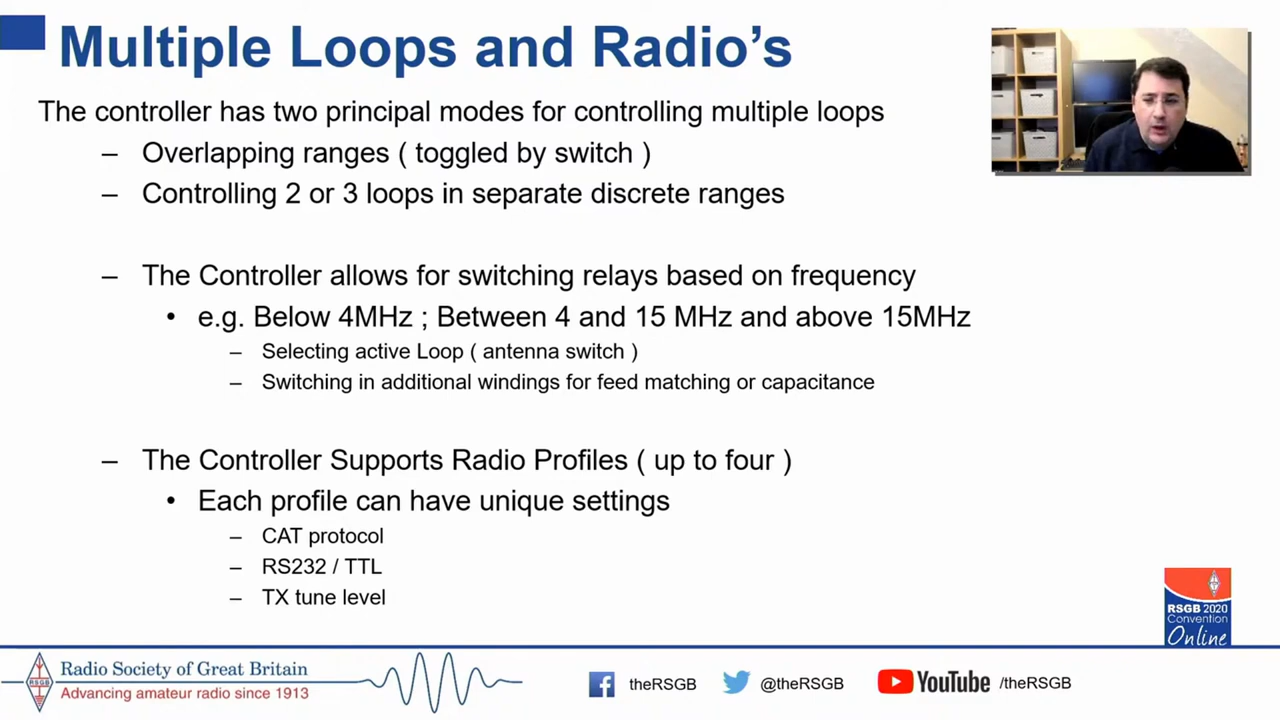 Multiple Loops and Radio's
The controller has two principal modes for controlling multiple loops
– Overlapping ranges ( toggled by switch )
– Controlling 2 or 3 loops in separate discrete ranges
– The Controller allows for switching relays based on frequency
• e.g. Below 4MHz ; Between 4 and 15 MHz and above 15MHz
– Selecting active Loop ( antenna switch )
– Switching in additional windings for feed matching or capacitance
– The Controller Supports Radio Profiles ( up to four )
• Each profile can have unique settings
– CAT protocol
– RS232 / TTL
– TX tune level
RSGB 2020
Convention
Online
RSGB
Radio Society of Great Britain
Advancing amateur radio since 1913
theRSGB
@theRSGB
YouTube /theRSGB